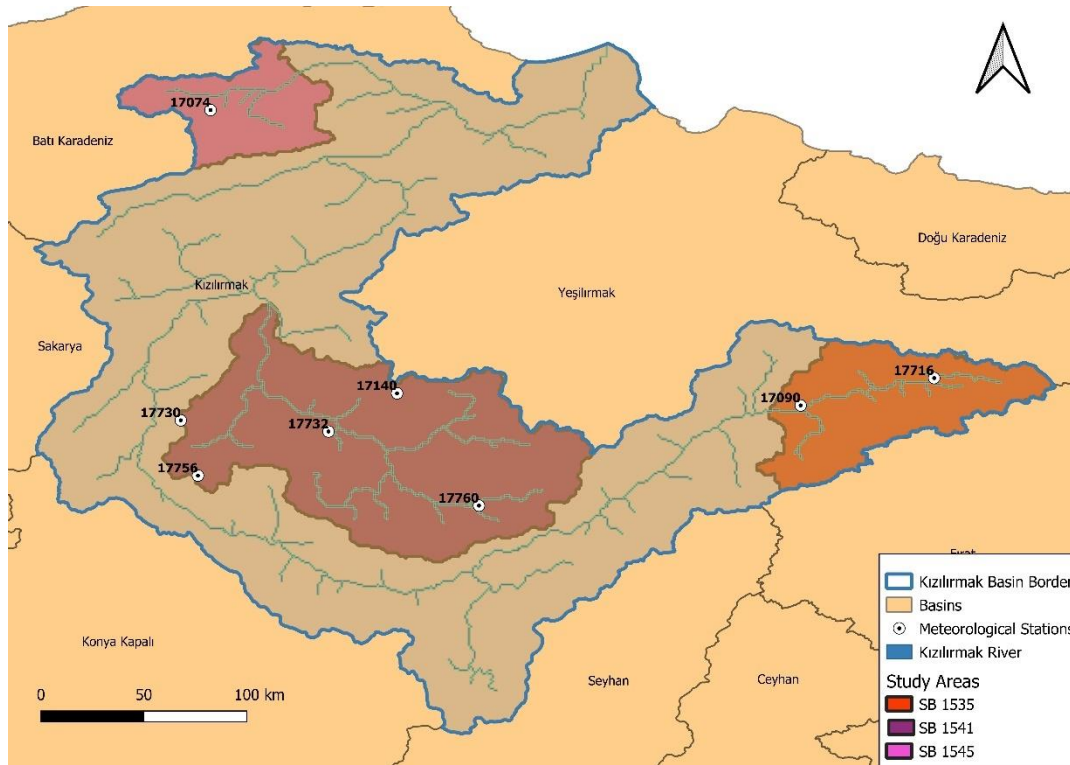 17074
Batı Karadeniz
Doğu Karadeniz
Kızılırmak
Yeşilırmak
Sakarya
17716
17140
17090
17730
17732
17756
17760
Fırat
Kızılırmak Basin Border
Basins
Meteorological Stations
Kızılırmak River
Study Areas
SB 1535
SB 1541
SB 1545
Konya Kapalı
Seyhan
Ceyhan
0 50 100 km